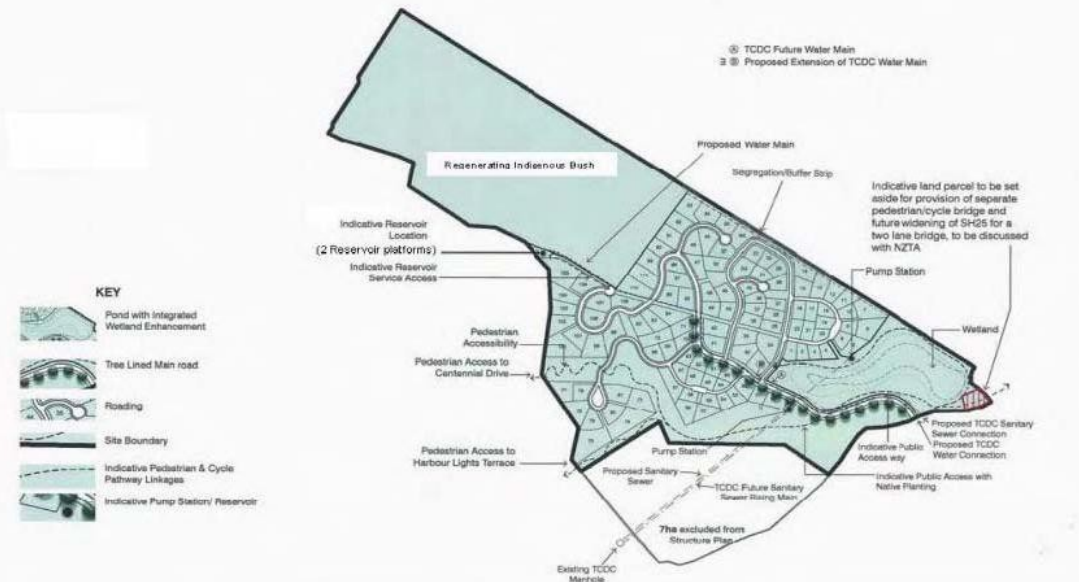 Ⓐ TCDC Future Water Main
Ⓑ Proposed Extension of TCDC Water Main
Proposed Water Main
Regenerating Indigenous Bush
Segregation/Buffer Strip
Indicative land parcel to be set
aside for provision of separate
pedestrian/cycle bridge and
future widening of SH25 for a
two lane bridge, to be discussed
with NZTA
Indicative Reservoir
Location
(2 Reservoir platforms)
Indicative Reservoir
Service Access
Pump Station
KEY
Pond with Integrated
Wetland Enhancement
Wetland
Pedestrian
Accessibility
Tree Lined Main road
Pedestrian Access to
Centennial Drive
Roading
Proposed TCDC Sanitary
Sewer Connection
Proposed TCDC
Water Connection
Site Boundary
Indicative Public
Access way
Pedestrian Access to
Harbour Lights Terrace
Pump Station
Indicative Pedestrian & Cycle
Pathway Linkages
Proposed Sanitary
Sewer
Indicative Public Access with
Native Planting
TCDC Future Sanitary
Sewer Rising Main
Indicative Pump Station/ Reservoir
7ha excluded from
Structure Plan
Existing TCDC
Manhole